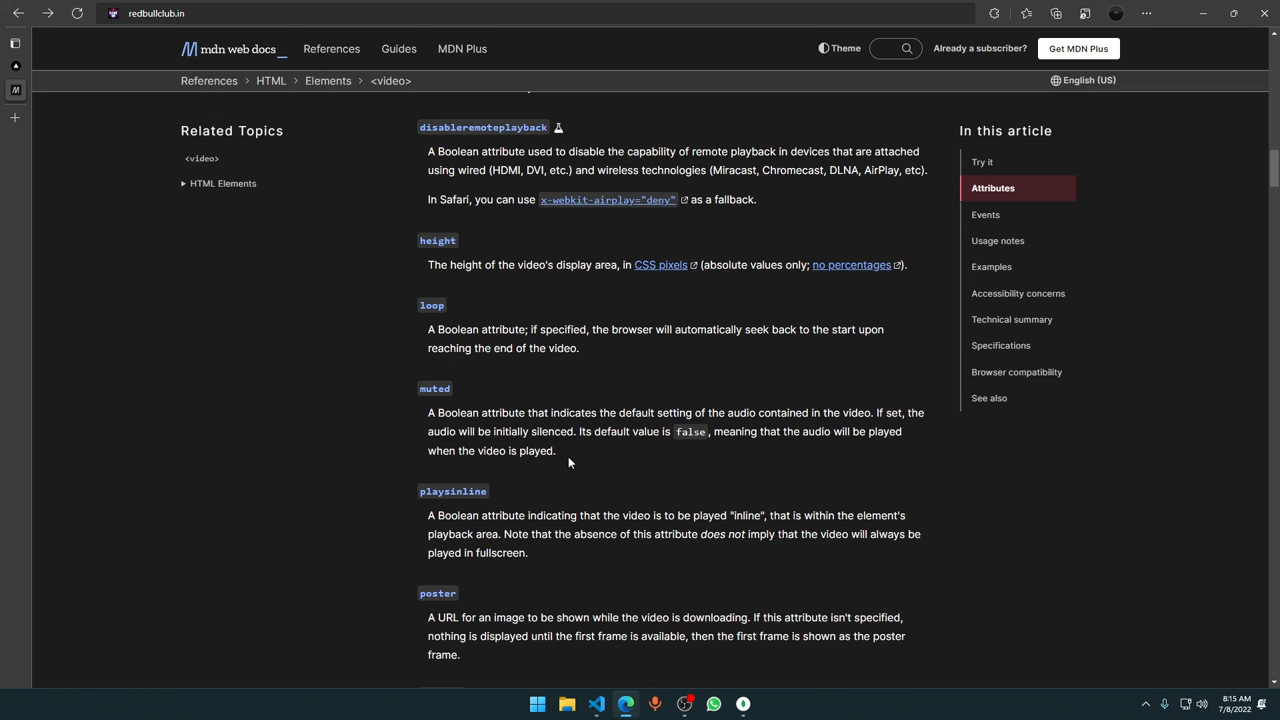 redbullclub.in
mdn web docs_
References
Guides
MDN Plus
Theme
Already a subscriber?
Get MDN Plus
References > HTML > Elements > <video>
English (US)
Related Topics
<video>
HTML Elements
disableremoteplayback
A Boolean attribute used to disable the capability of remote playback in devices that are attached
using wired (HDMI, DVI, etc.) and wireless technologies (Miracast, Chromecast, DLNA, AirPlay, etc).
In Safari, you can use x-webkit-airplay="deny" as a fallback.
height
The height of the video's display area, in CSS pixels (absolute values only; no percentages).
loop
A Boolean attribute; if specified, the browser will automatically seek back to the start upon
reaching the end of the video.
muted
A Boolean attribute that indicates the default setting of the audio contained in the video. If set, the
audio will be initially silenced. Its default value is false, meaning that the audio will be played
when the video is played.
playsinline
A Boolean attribute indicating that the video is to be played "inline", that is within the element's
playback area. Note that the absence of this attribute does not imply that the video will always be
played in fullscreen.
poster
A URL for an image to be shown while the video is downloading. If this attribute isn't specified,
nothing is displayed until the first frame is available, then the first frame is shown as the poster
frame.
In this article
Try it
Attributes
Events
Usage notes
Examples
Accessibility concerns
Technical summary
Specifications
Browser compatibility
See also
8:15 AM
7/8/2022